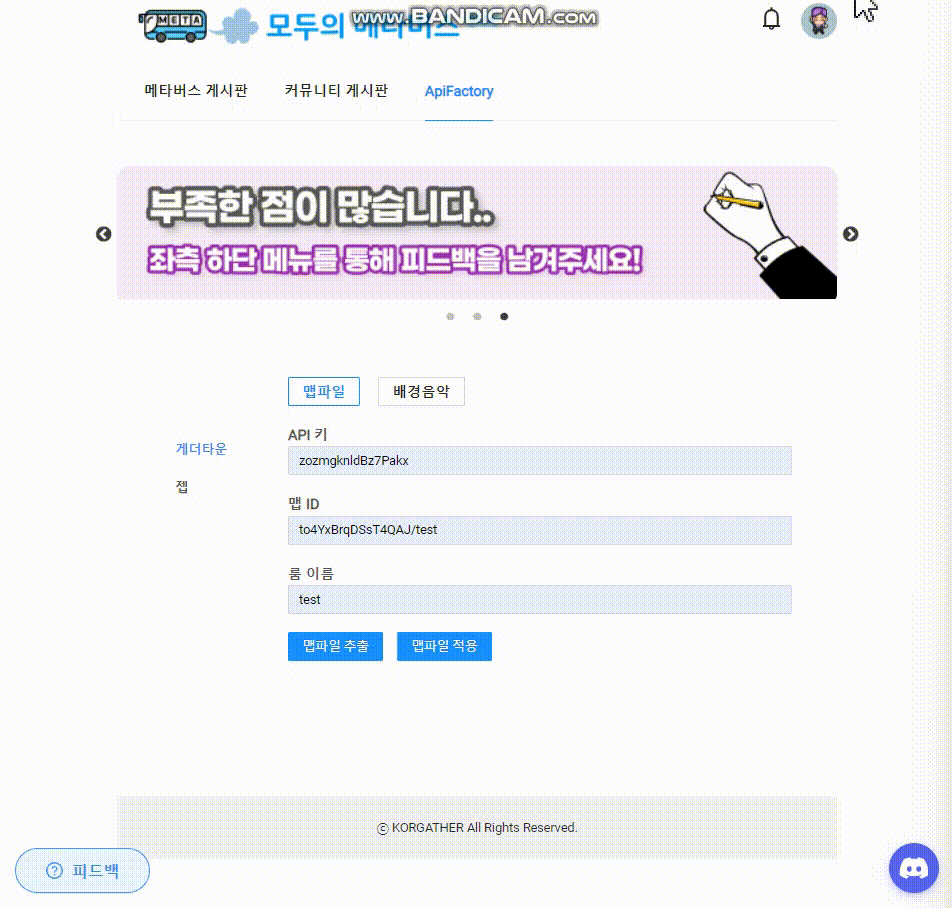 META 모두의 메타버스
www.BANDICAM.com
메타버스 게시판 커뮤니티 게시판 ApiFactory
부족한 점이 많습니다..
좌측 하단 메뉴를 통해 피드백을 남겨주세요!
맵파일 배경음악
게더타운
젭
API 키
zozmgknldBz7Pakx
맵 ID
to4YxBrqDSsT4QAJ/test
룸 이름
test
맵파일 추출 맵파일 적용
ⓒ KORGATHER All Rights Reserved.
피드백